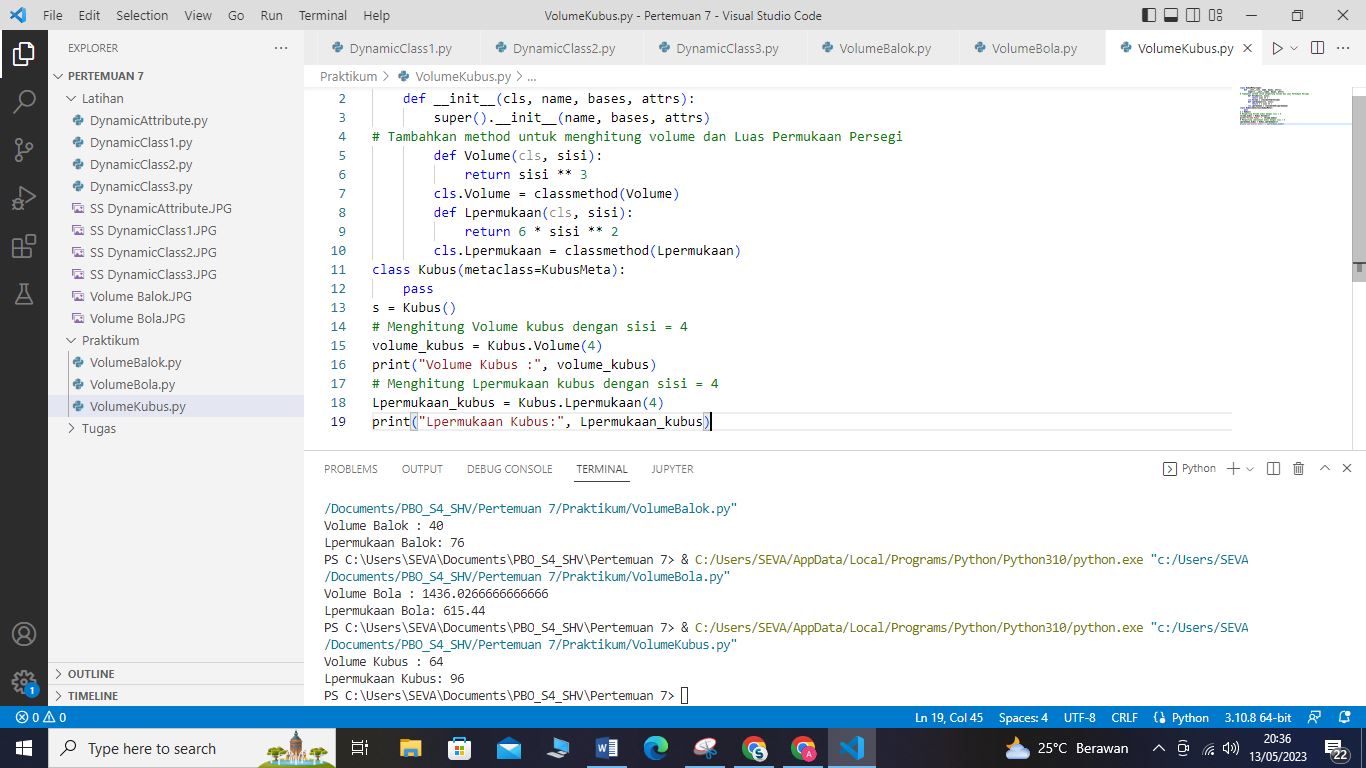 File Edit Selection View Go Run Terminal Help VolumeKubus.py - Pertemuan 7 - Visual Studio Code
EXPLORER
PERTEMUAN 7
Latihan
DynamicAttribute.py
DynamicClass1.py
DynamicClass2.py
DynamicClass3.py
SS DynamicAttribute.JPG
SS DynamicClass1.JPG
SS DynamicClass2.JPG
SS DynamicClass3.JPG
Volume Balok.JPG
Volume Bola.JPG
Praktikum
VolumeBalok.py
VolumeBola.py
VolumeKubus.py
Tugas
OUTLINE
TIMELINE
1
DynamicClass1.py DynamicClass2.py DynamicClass3.py VolumeBalok.py VolumeBola.py VolumeKubus.py
Praktikum > VolumeKubus.py > ...
2 def __init__(cls, name, bases, attrs):
3 super().__init__(name, bases, attrs)
4 # Tambahkan method untuk menghitung volume dan Luas Permukaan Persegi
5 def Volume(cls, sisi):
6 return sisi ** 3
7 cls.Volume = classmethod(Volume)
8 def Lpermukaan(cls, sisi):
9 return 6 * sisi ** 2
10 cls.Lpermukaan = classmethod(Lpermukaan)
11 class Kubus(metaclass=KubusMeta):
12 pass
13 s = Kubus()
14 # Menghitung Volume kubus dengan sisi = 4
15 volume_kubus = Kubus.Volume(4)
16 print("Volume Kubus :", volume_kubus)
17 # Menghitung Lpermukaan kubus dengan sisi = 4
18 Lpermukaan_kubus = Kubus.Lpermukaan(4)
19 print("Lpermukaan Kubus:", Lpermukaan_kubus)
PROBLEMS OUTPUT DEBUG CONSOLE TERMINAL JUPYTER Python
/Documents/PBO_S4_SHV/Pertemuan 7/Praktikum/VolumeBalok.py"
Volume Balok : 40
Lpermukaan Balok: 76
PS C:\Users\SEVA\Documents\PBO_S4_SHV\Pertemuan 7> & C:/Users/SEVA/AppData/Local/Programs/Python/Python310/python.exe "c:/Users/SEVA
/Documents/PBO_S4_SHV/Pertemuan 7/Praktikum/VolumeBola.py"
Volume Bola : 1436.0266666666666
Lpermukaan Bola: 615.44
PS C:\Users\SEVA\Documents\PBO_S4_SHV\Pertemuan 7> & C:/Users/SEVA/AppData/Local/Programs/Python/Python310/python.exe "c:/Users/SEVA
/Documents/PBO_S4_SHV/Pertemuan 7/Praktikum/VolumeKubus.py"
Volume Kubus : 64
Lpermukaan Kubus: 96
PS C:\Users\SEVA\Documents\PBO_S4_SHV\Pertemuan 7>
0 0 Ln 19, Col 45 Spaces: 4 UTF-8 CRLF Python 3.10.8 64-bit
Type here to search 25°C Berawan 20:36
13/05/2023 22